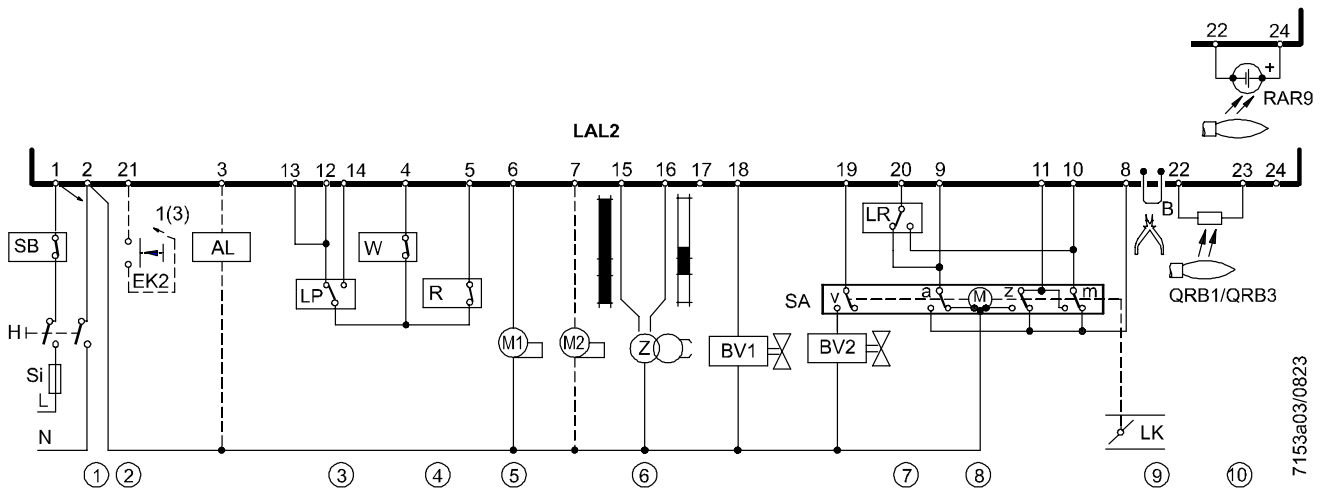 22 24
+
RAR9
LAL2
1 2 21 3 13 12 14 4 5 6 7 15 16 17 18 19 20 9 11 10 8 22 23 24
1(3)
B
SB AL W LR
EK2
LP R
QRB1/QRB3
SA v a M z m
H
M1 M2 Z BV1 BV2
Si
L
N
LK
① ② ③ ④ ⑤ ⑥ ⑦ ⑧ ⑨ ⑩
7153a03/0823